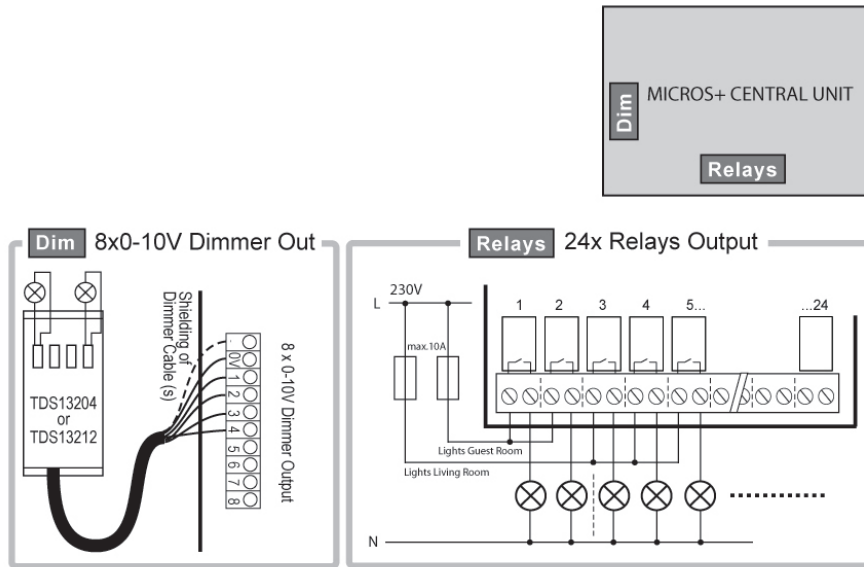 MICROS+ CENTRAL UNIT
Dim
Relays
Dim 8x0-10V Dimmer Out
Shielding of
Dimmer Cable (s)
TDS13204
or
TDS13212
0V
1
2
3
4
5
6
7
8
8 x 0-10V Dimmer Output
Relays 24x Relays Output
230V
L
max.10A
1 2 3 4 5... ...24
Lights Guest Room
Lights Living Room
N